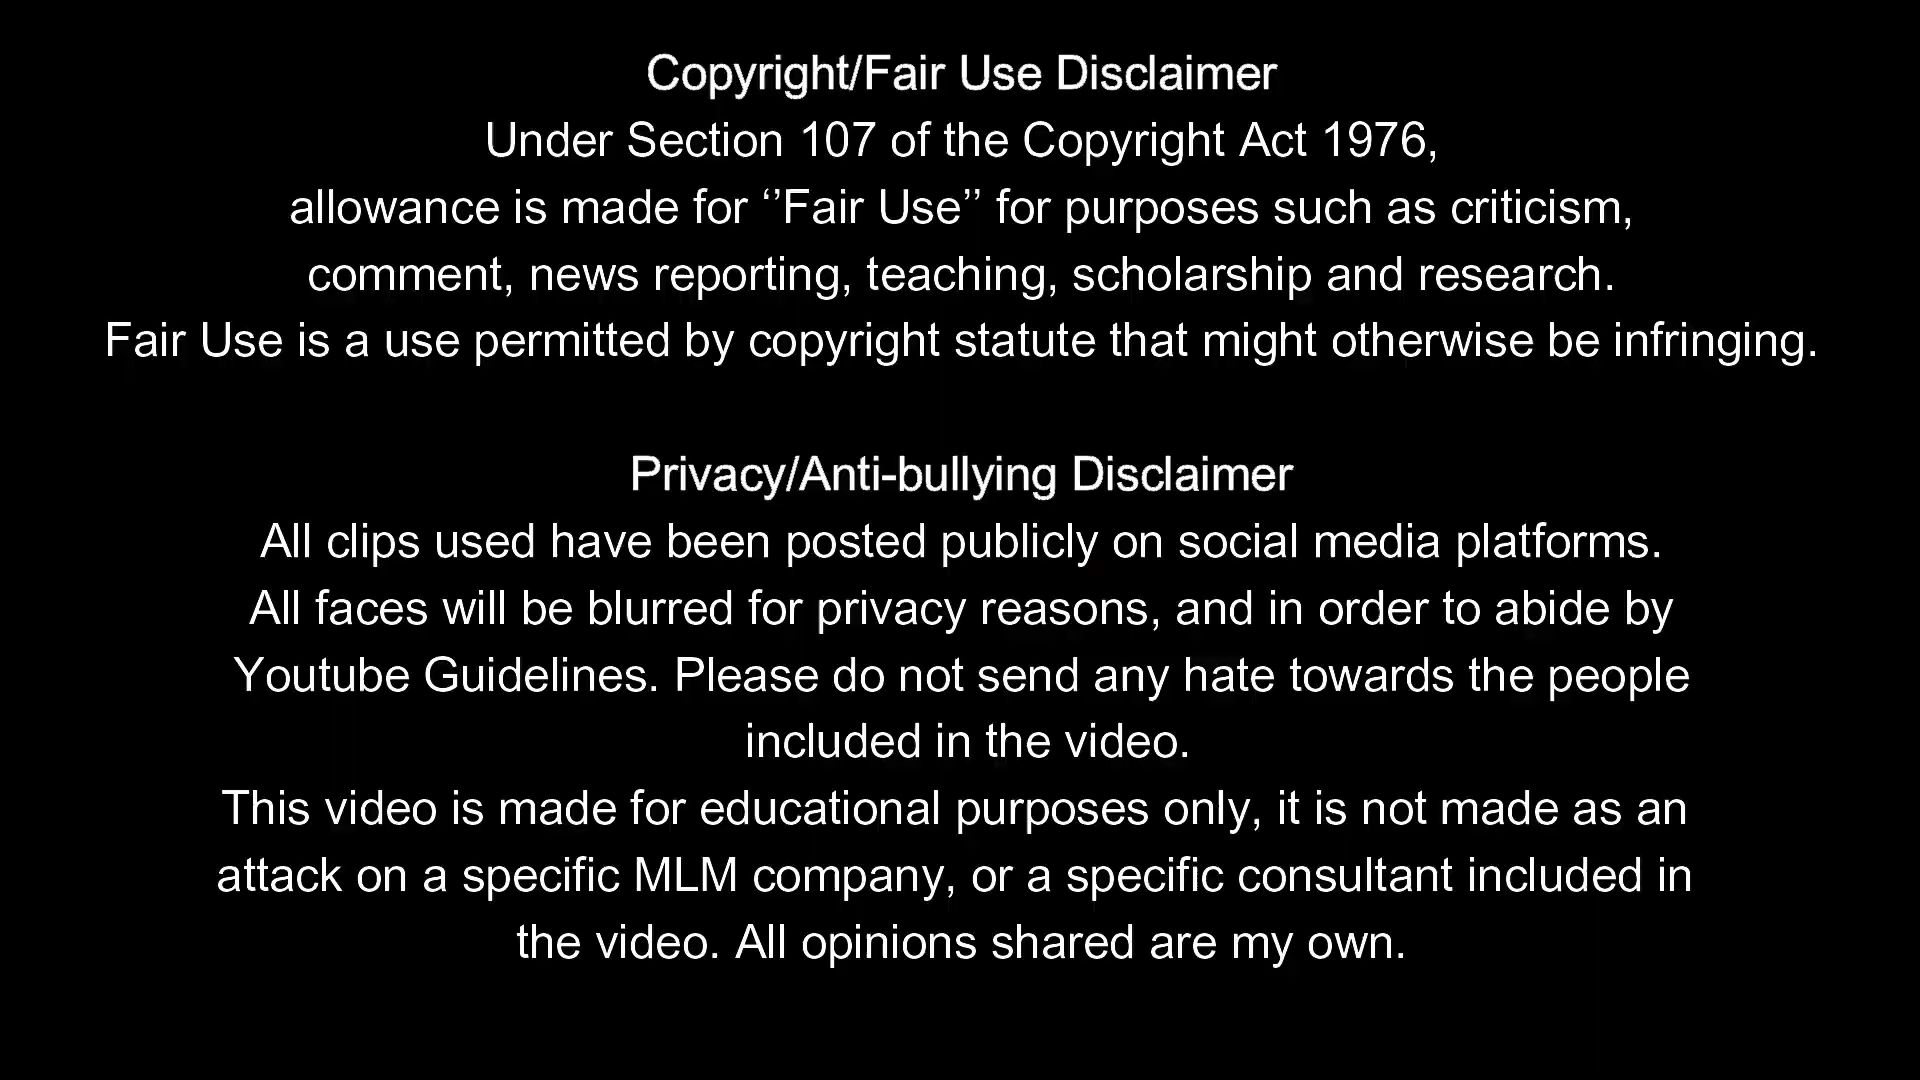 Copyright/Fair Use Disclaimer
Under Section 107 of the Copyright Act 1976,
allowance is made for ‘’Fair Use’’ for purposes such as criticism,
comment, news reporting, teaching, scholarship and research.
Fair Use is a use permitted by copyright statute that might otherwise be infringing.
Privacy/Anti-bullying Disclaimer
All clips used have been posted publicly on social media platforms.
All faces will be blurred for privacy reasons, and in order to abide by
Youtube Guidelines. Please do not send any hate towards the people
included in the video.
This video is made for educational purposes only, it is not made as an
attack on a specific MLM company, or a specific consultant included in
the video. All opinions shared are my own.